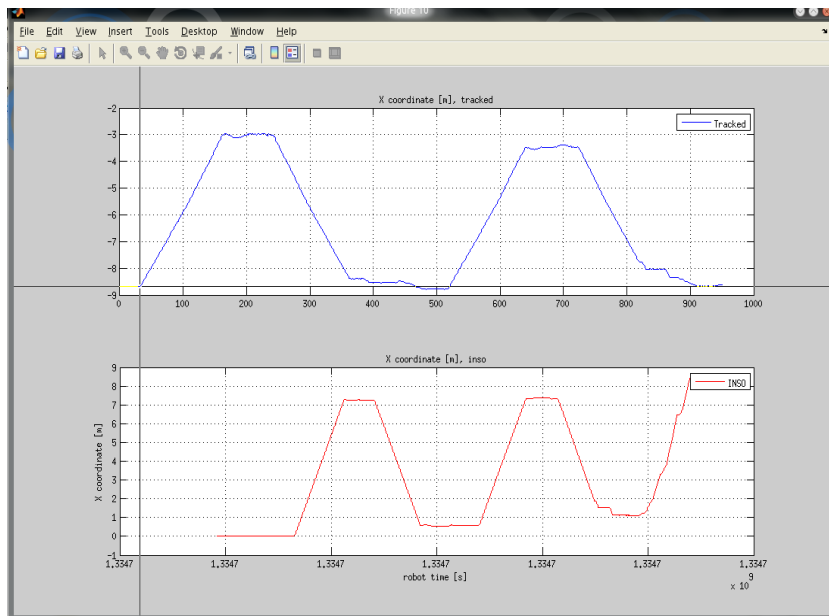 Figure 10
File Edit View Insert Tools Desktop Window Help
X coordinate [m], tracked
-2
-3
-4
-5
-6
-7
-8
-9
0 100 200 300 400 500 600 700 800 900 1000
Tracked
X coordinate [m], inso
9
8
7
6
5
4
3
2
1
0
-1
X coordinate [m]
INSO
1.3347 1.3347 1.3347 1.3347 1.3347 1.3347 1.3347
robot time [s]
x 10
9